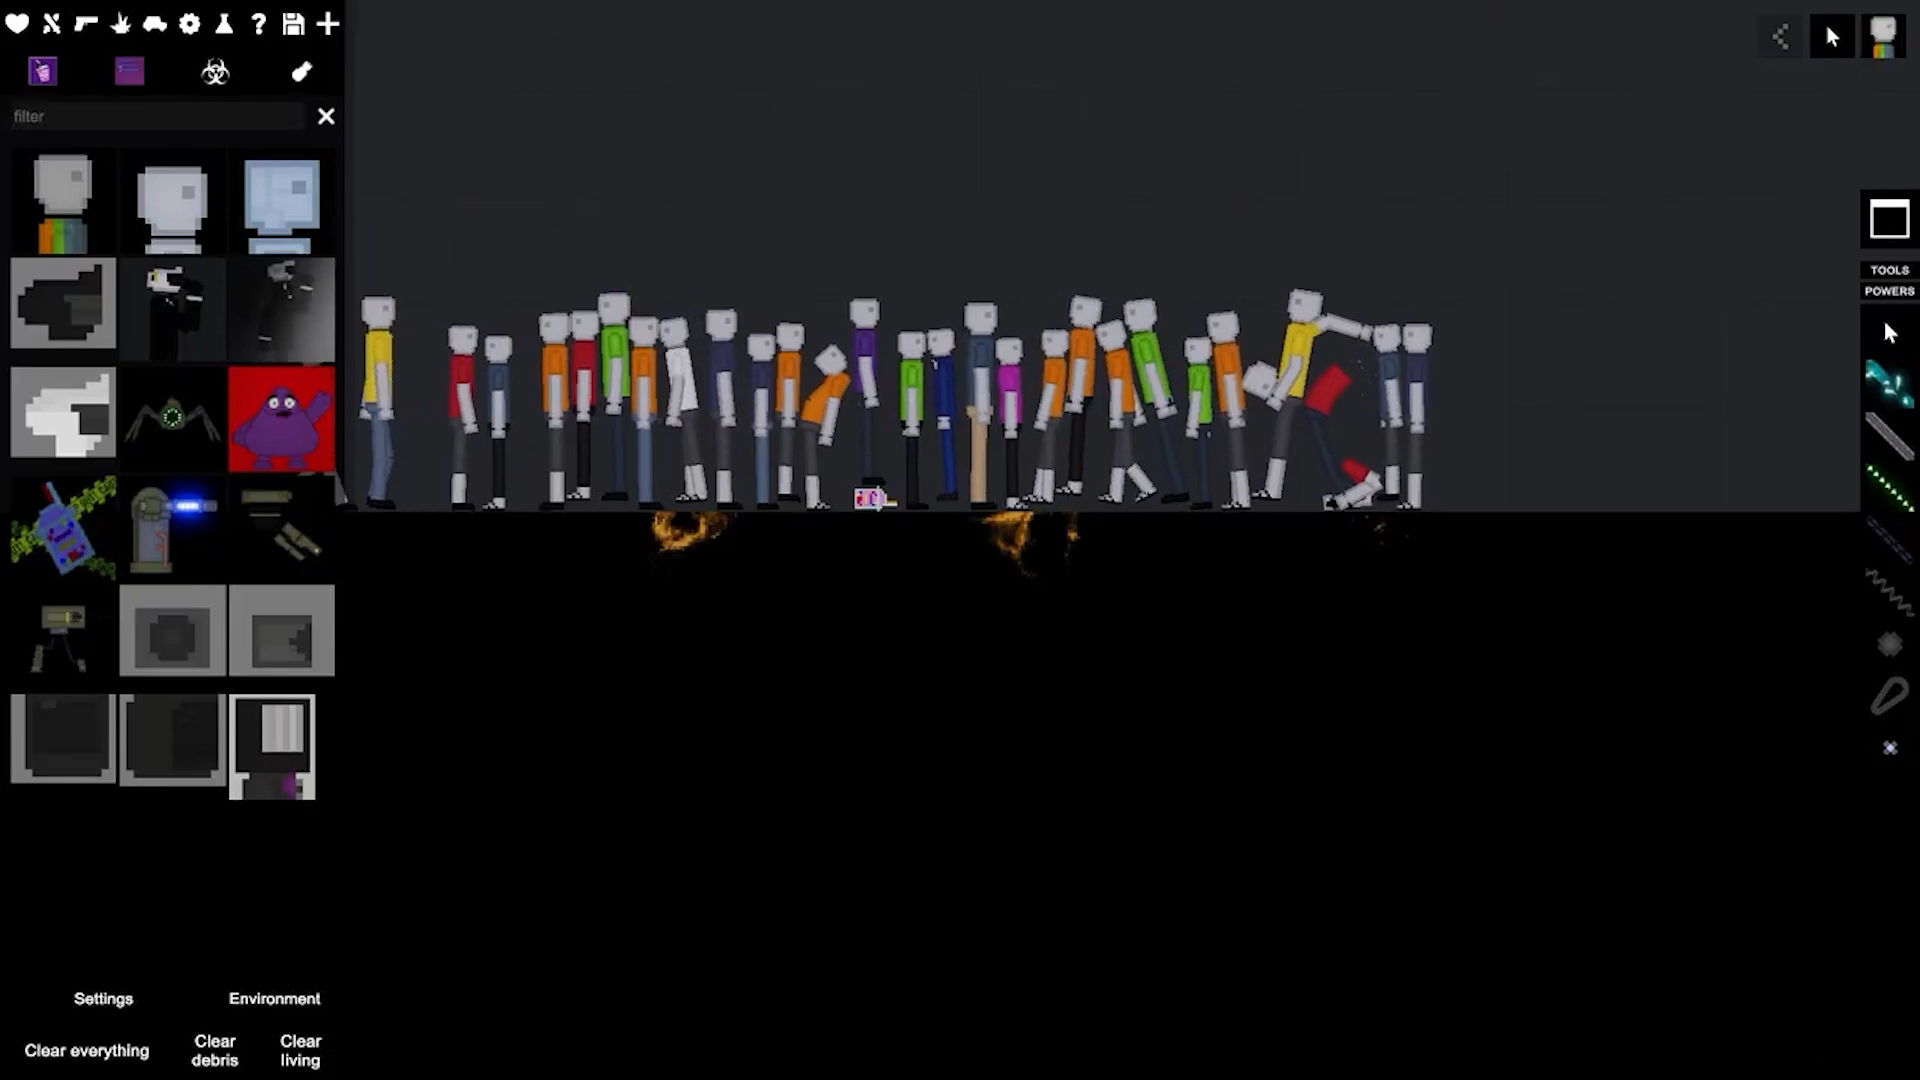 filter
TOOLS
POWERS
Settings
Environment
Clear everything
Clear
debris
Clear
living